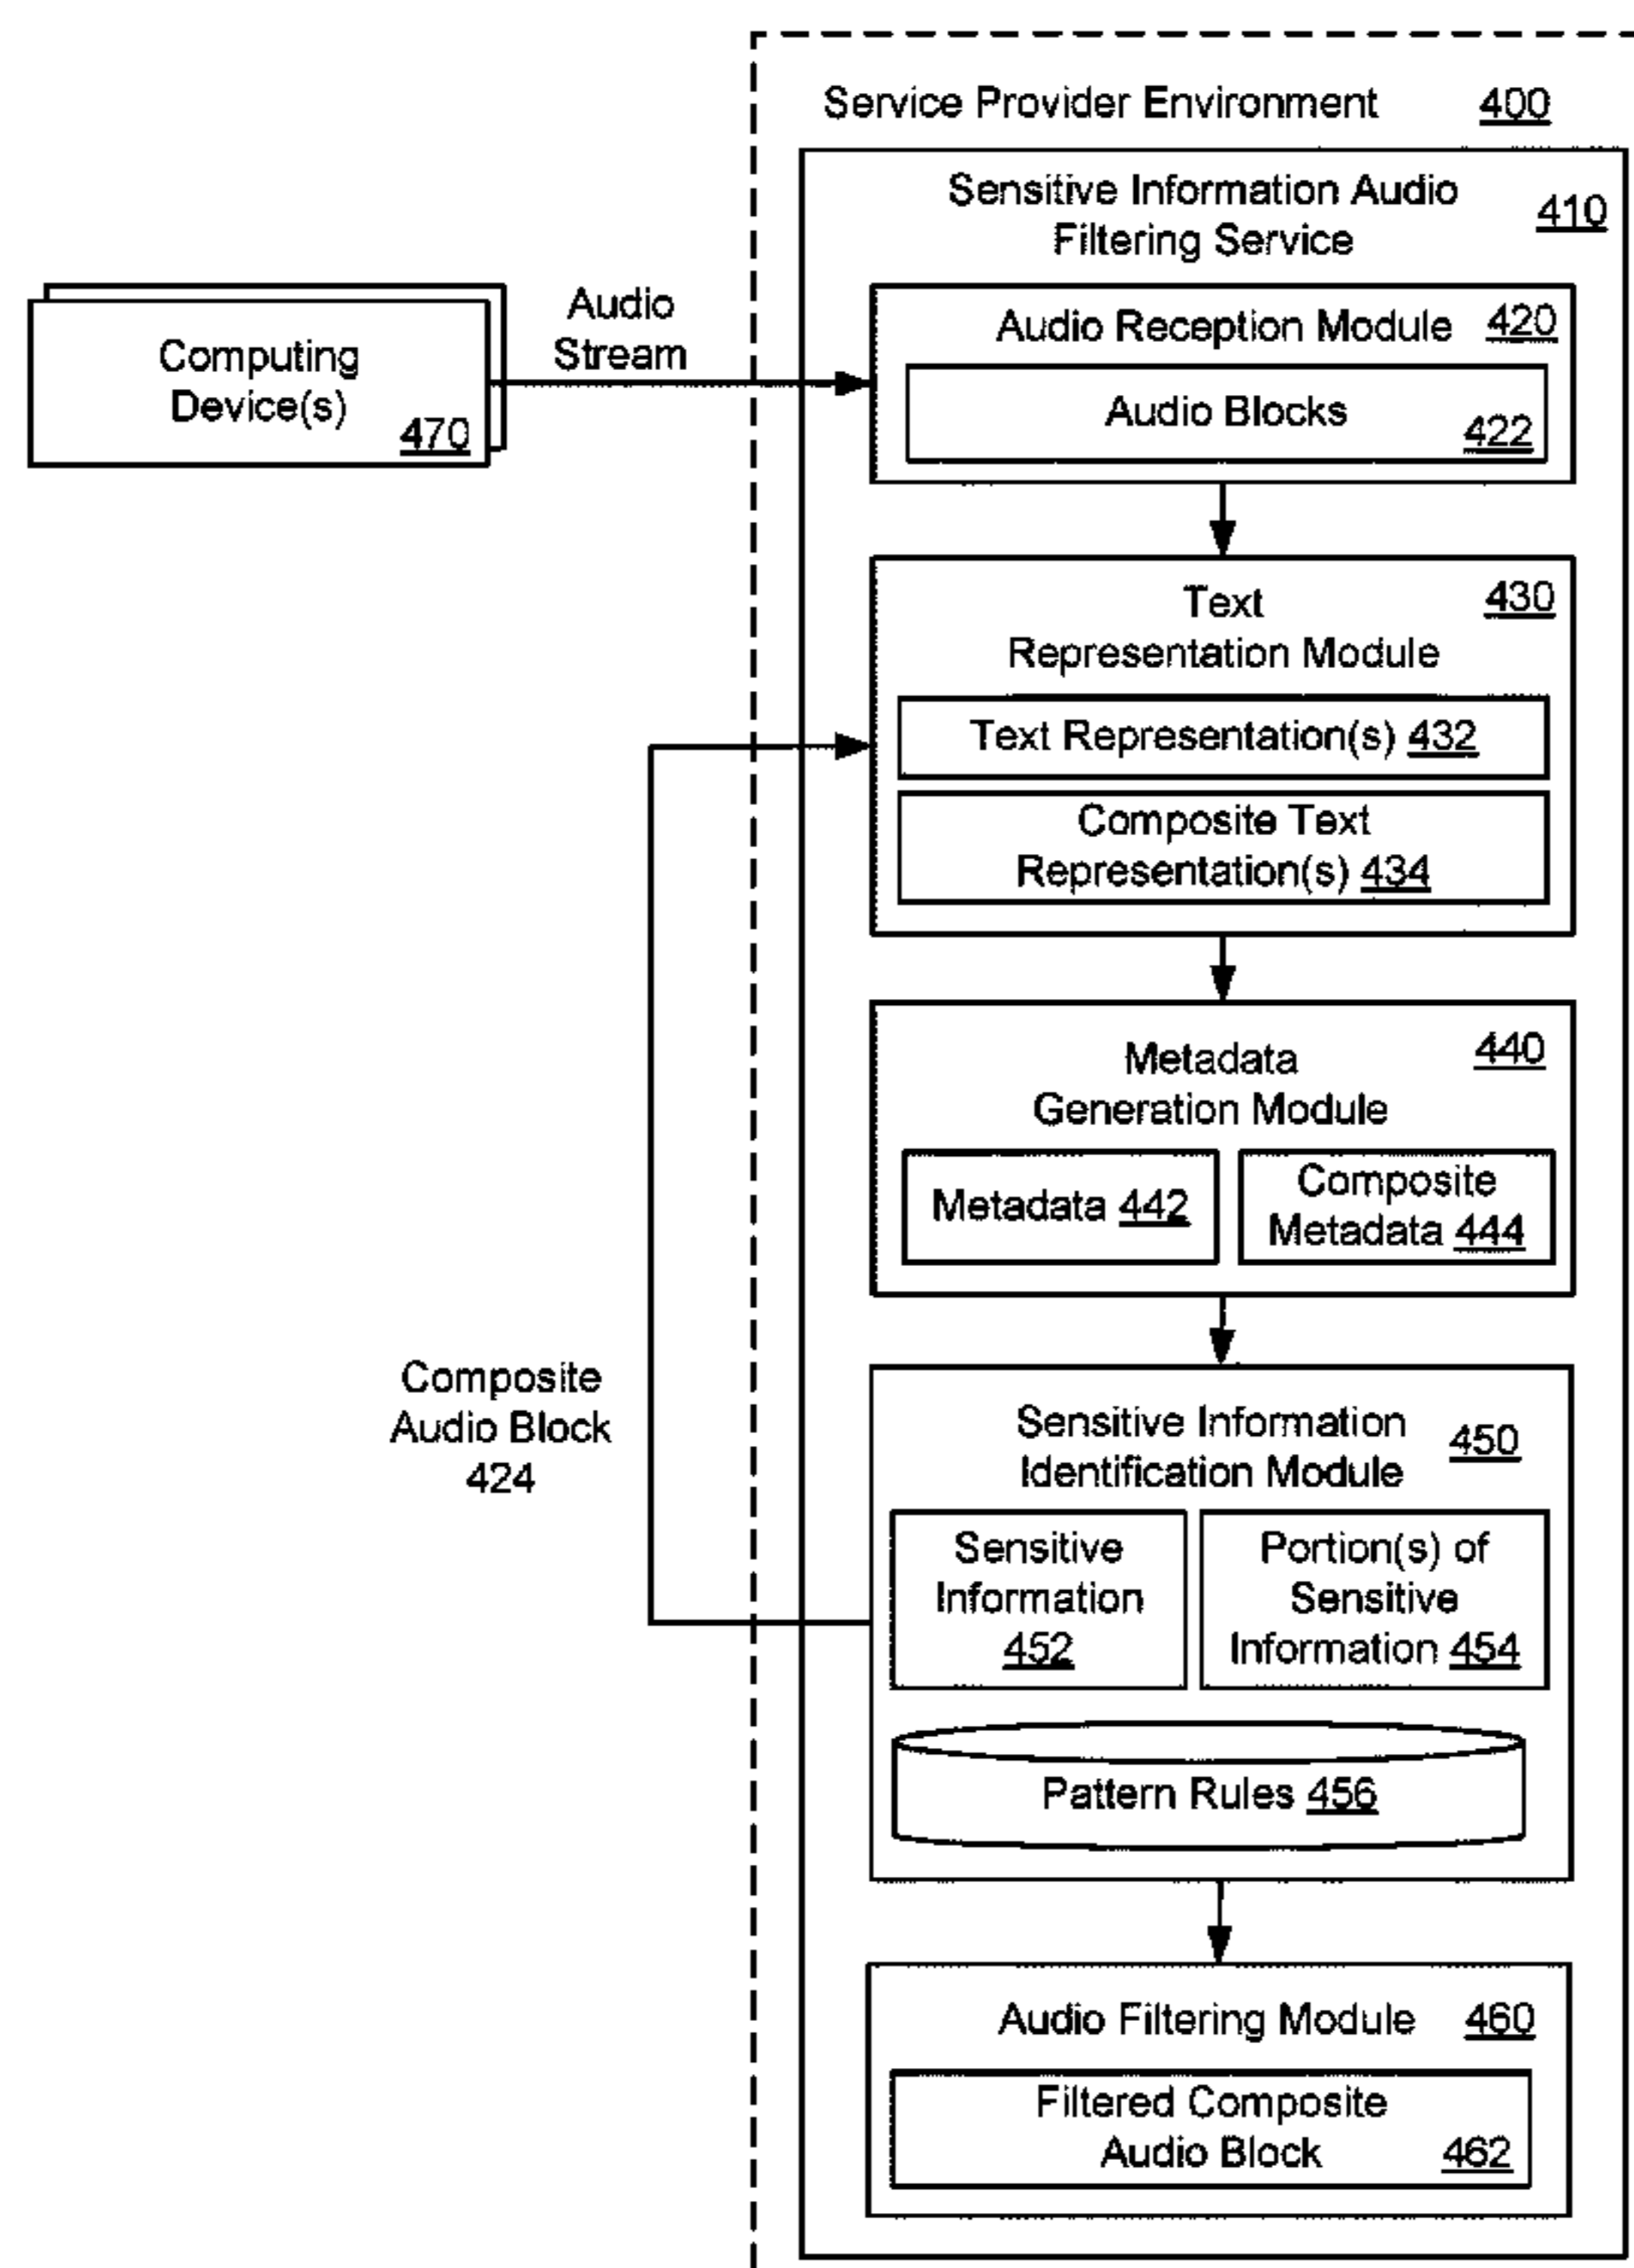 Service Provider Environment 400
Sensitive Information Audio
Filtering Service
410
Computing
Device(s)
470
Audio
Stream
Audio Reception Module 420
Audio Blocks
422
Text
Representation Module
430
Text Representation(s) 432
Composite Text
Representation(s) 434
Metadata
Generation Module
440
Metadata 442
Composite
Metadata 444
Composite
Audio Block
424
Sensitive Information
Identification Module
450
Sensitive
Information
452
Portion(s) of
Sensitive
Information 454
Pattern Rules 456
Audio Filtering Module 460
Filtered Composite
Audio Block
462